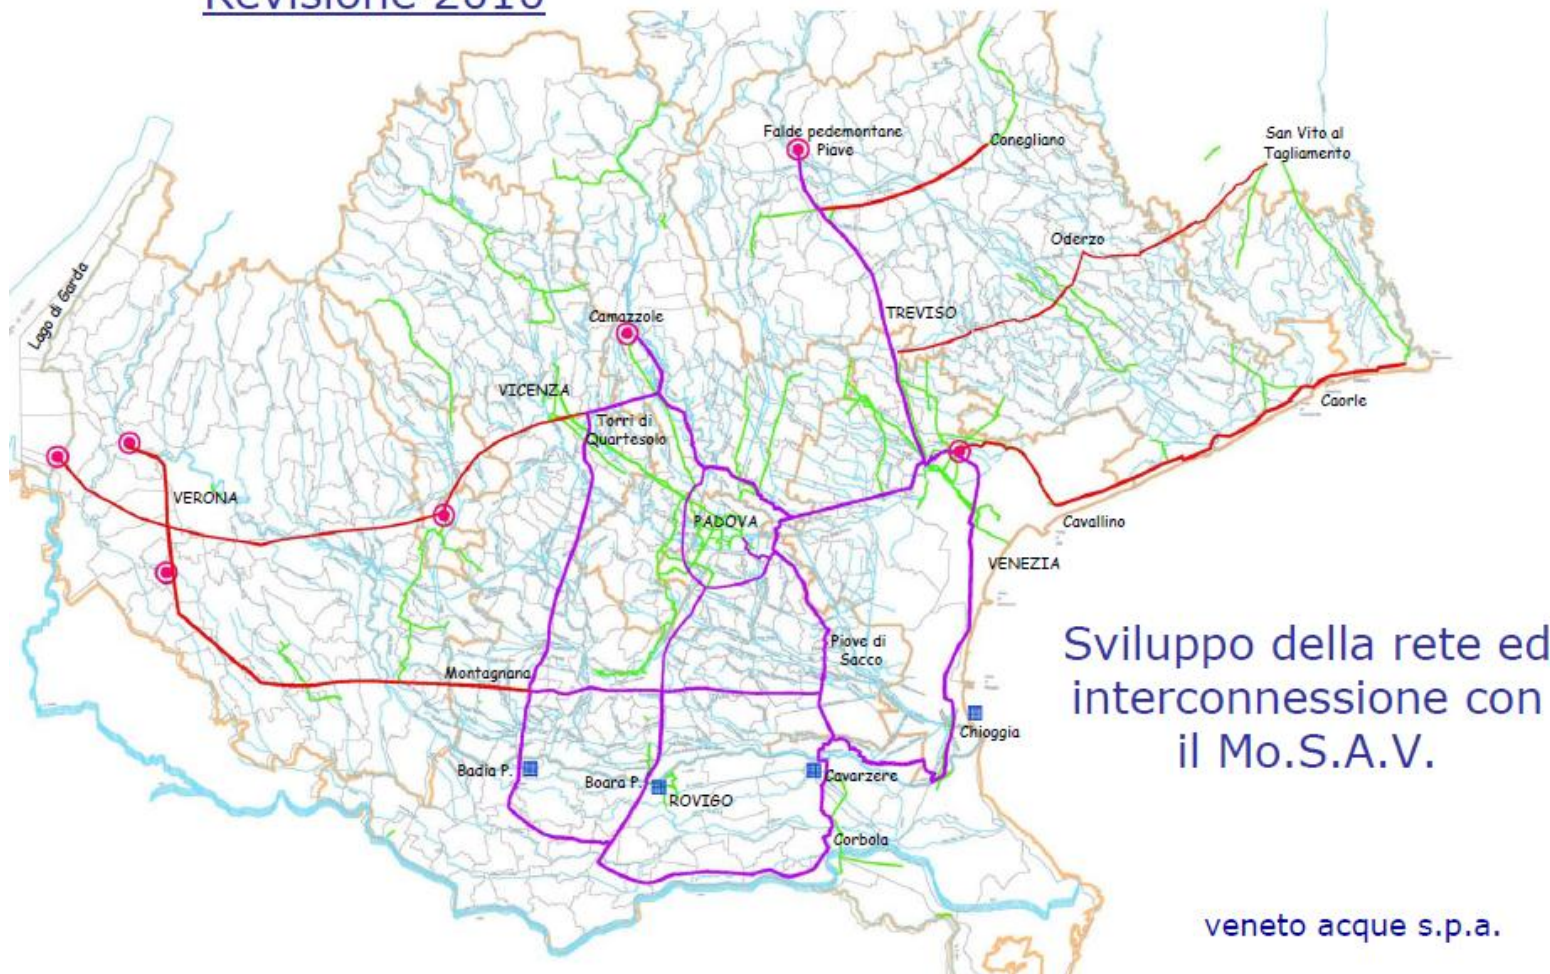 Revisione 2010
Falde pedemontane
Piave
Conegliano
San Vito al
Tagliamento
Oderzo
Lago di Garda
Camazzole
TREVISO
VICENZA
Torri di
Quartesolo
Caorle
VERONA
PADOVA
Cavallino
VENEZIA
Piove di
Sacco
Montagnana
Sviluppo della rete ed
interconnessione con
il Mo.S.A.V.
Chioggia
Badia P.
Boara P.
Cavarzere
ROVIGO
Corbola
veneto acque s.p.a.